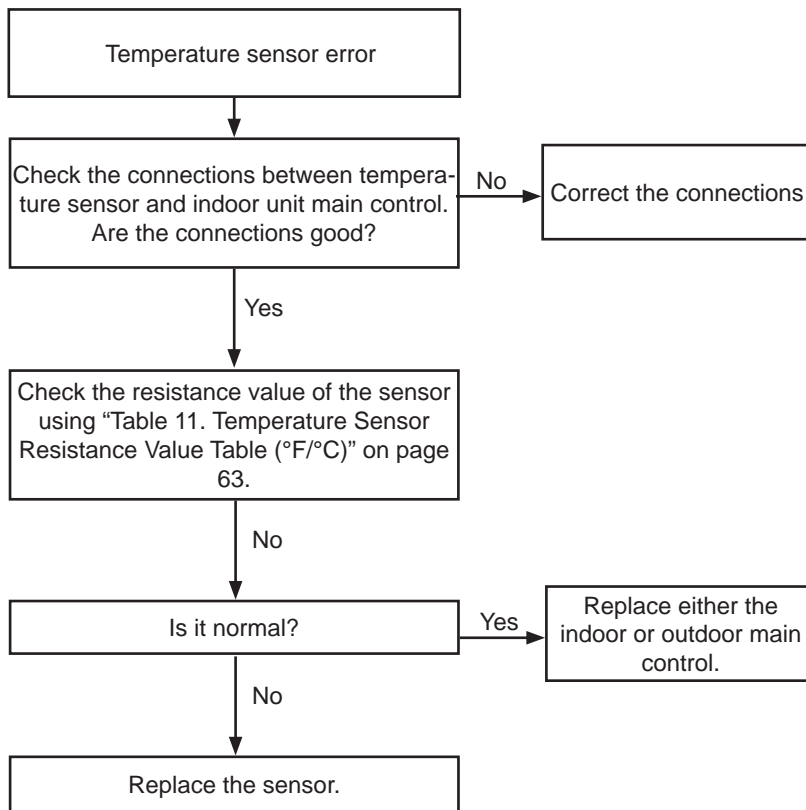 Temperature sensor error
Check the connections between tempera-
ture sensor and indoor unit main control.
Are the connections good?
No
Correct the connections
Yes
Check the resistance value of the sensor
using “Table 11. Temperature Sensor
Resistance Value Table (°F/°C)” on page
63.
No
Is it normal?
Yes
Replace either the
indoor or outdoor main
control.
No
Replace the sensor.